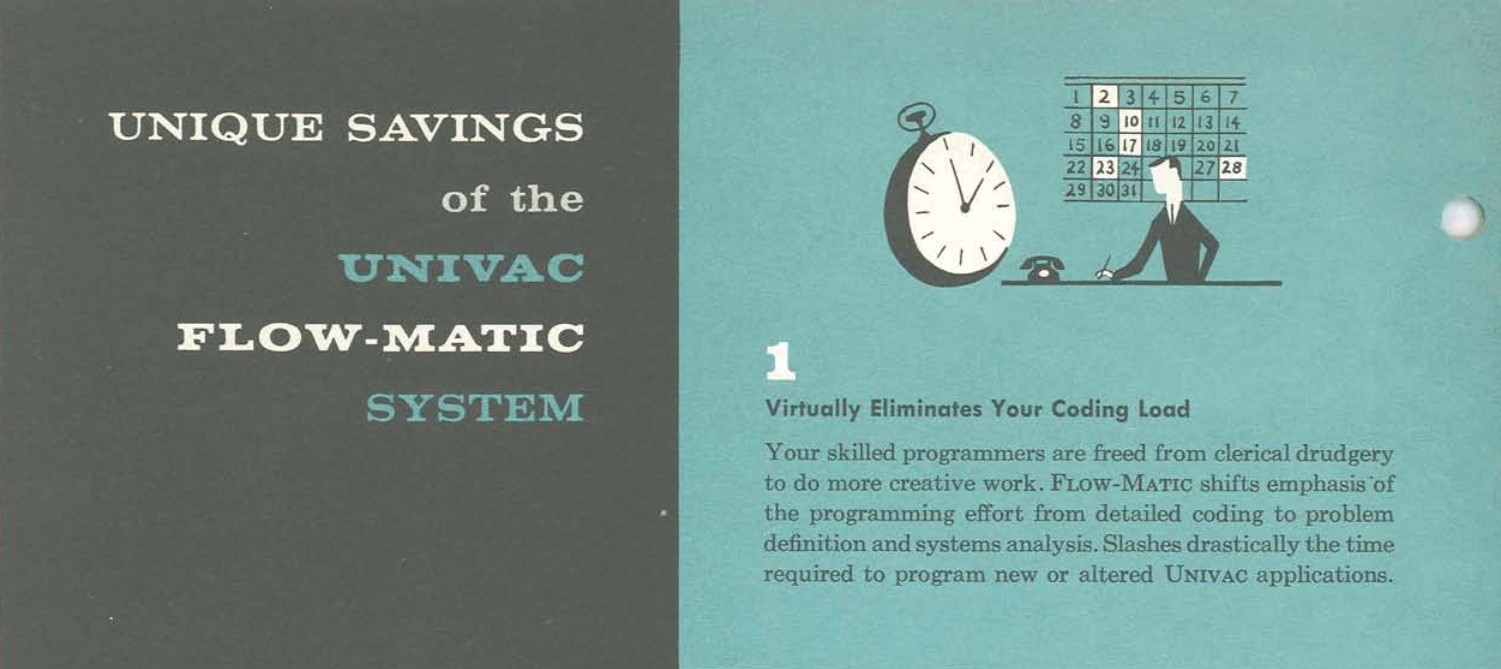 UNIQUE SAVINGS
of the
UNIVAC
FLOW-MATIC
SYSTEM
1 2 3 4 5 6 7
8 9 10 11 12 13 14
15 16 17 18 19 20 21
22 23 24 27 28
29 30 31
1
Virtually Eliminates Your Coding Load
Your skilled programmers are freed from clerical drudgery
to do more creative work. FLOW-MATIC shifts emphasis of
the programming effort from detailed coding to problem
definition and systems analysis. Slashes drastically the time
required to program new or altered UNIVAC applications.